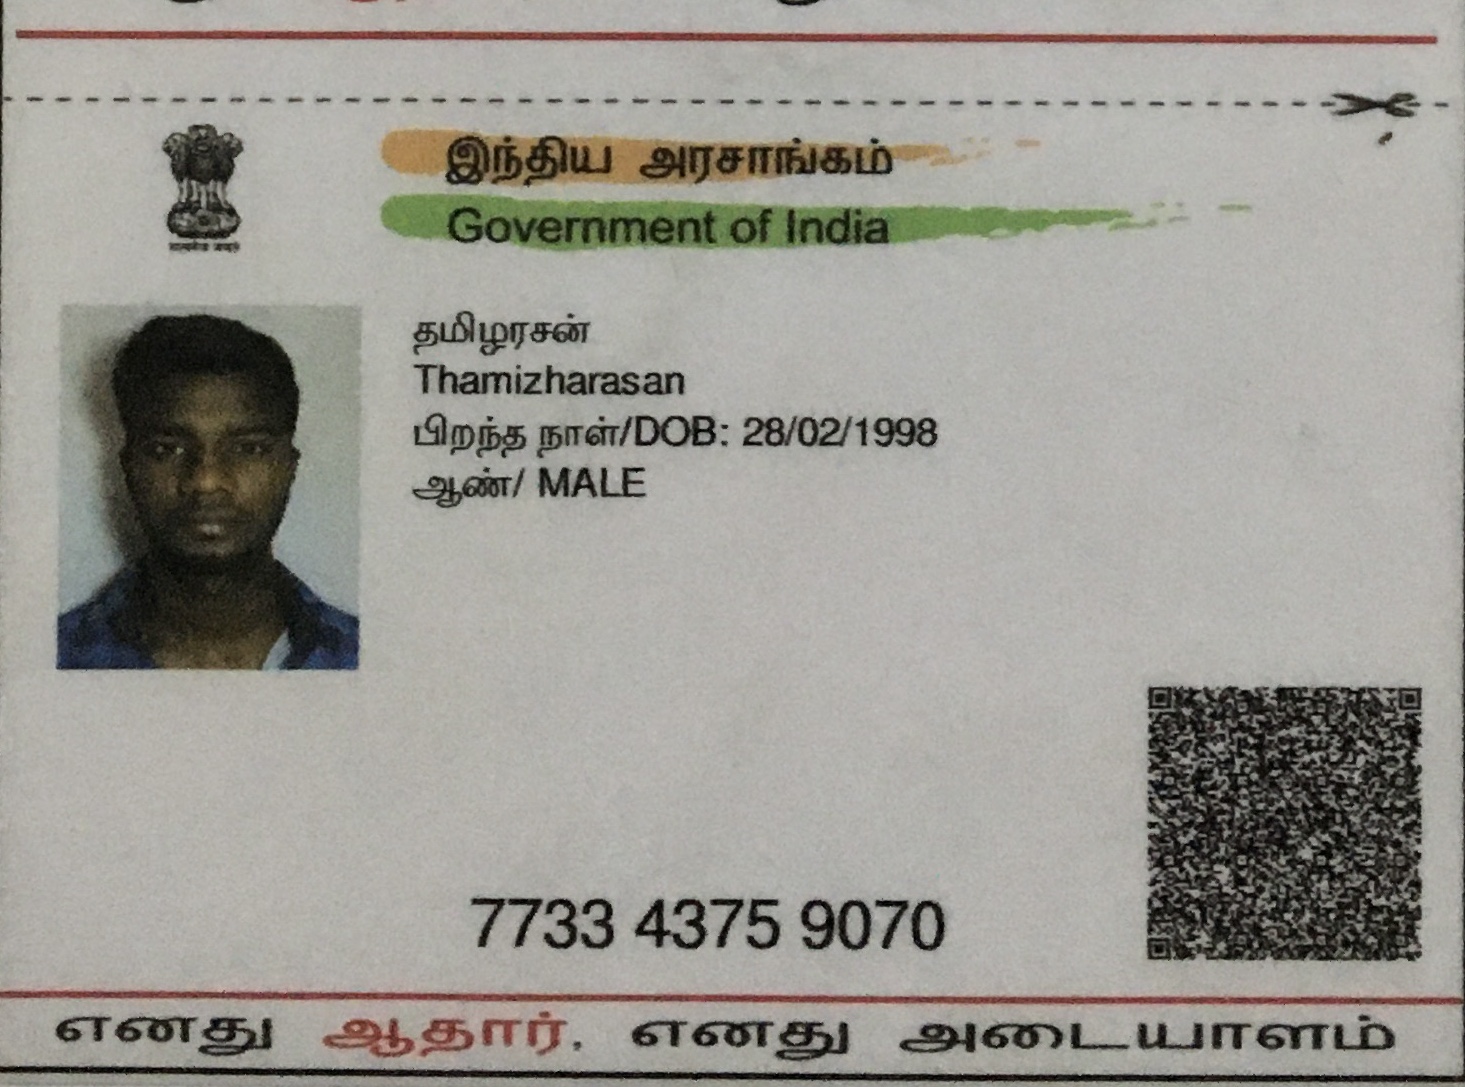 இந்திய அரசாங்கம்
Government of India
தமிழரசன்
Thamizharasan
பிறந்த நாள்/DOB: 28/02/1998
ஆண்/ MALE
7733 4375 9070
எனது ஆதார், எனது அடையாளம்